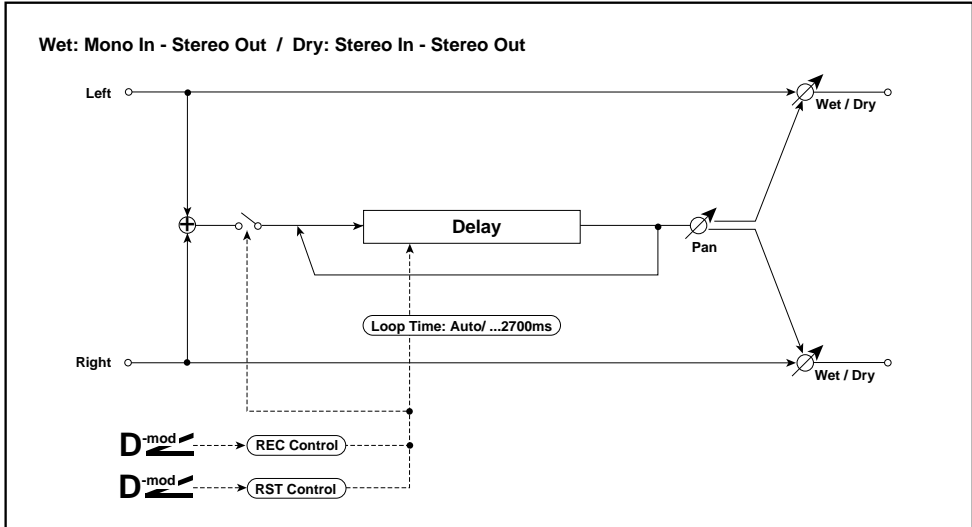 Wet: Mono In - Stereo Out / Dry: Stereo In - Stereo Out
Left
Wet / Dry
Delay
Pan
Loop Time: Auto/ ...2700ms
Right
Wet / Dry
D-mod
REC Control
D-mod
RST Control